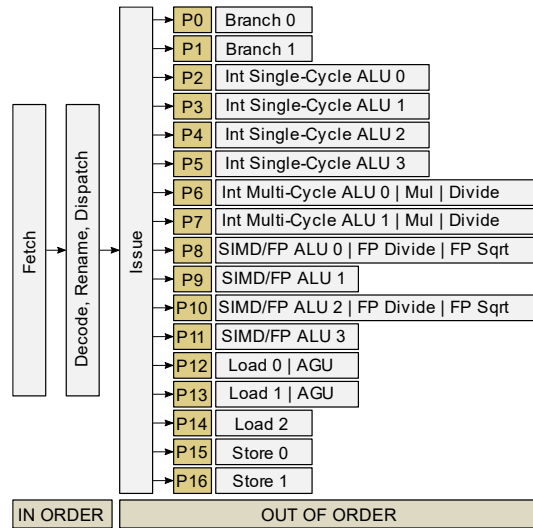 Fetch
Decode, Rename, Dispatch
Issue
P0 Branch 0
P1 Branch 1
P2 Int Single-Cycle ALU 0
P3 Int Single-Cycle ALU 1
P4 Int Single-Cycle ALU 2
P5 Int Single-Cycle ALU 3
P6 Int Multi-Cycle ALU 0 | Mul | Divide
P7 Int Multi-Cycle ALU 1 | Mul | Divide
P8 SIMD/FP ALU 0 | FP Divide | FP Sqrt
P9 SIMD/FP ALU 1
P10 SIMD/FP ALU 2 | FP Divide | FP Sqrt
P11 SIMD/FP ALU 3
P12 Load 0 | AGU
P13 Load 1 | AGU
P14 Load 2
P15 Store 0
P16 Store 1
IN ORDER
OUT OF ORDER